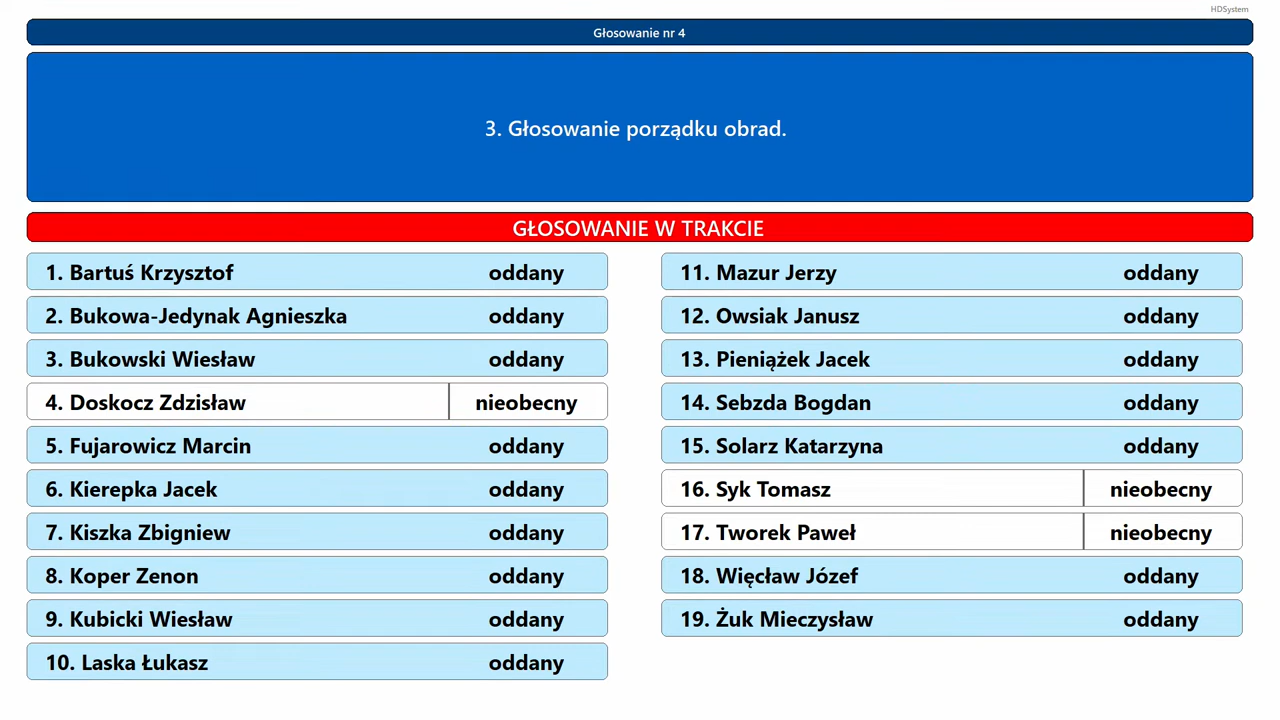 HDSystem
Głosowanie nr 4
3. Głosowanie porządku obrad.
GŁOSOWANIE W TRAKCIE
1. Bartuś Krzysztof oddany
2. Bukowa-Jedynak Agnieszka oddany
3. Bukowski Wiesław oddany
4. Doskocz Zdzisław nieobecny
5. Fujarowicz Marcin oddany
6. Kierepka Jacek oddany
7. Kiszka Zbigniew oddany
8. Koper Zenon oddany
9. Kubicki Wiesław oddany
10. Laska Łukasz oddany
11. Mazur Jerzy oddany
12. Owsiak Janusz oddany
13. Pieniążek Jacek oddany
14. Sebzda Bogdan oddany
15. Solarz Katarzyna oddany
16. Syk Tomasz nieobecny
17. Tworek Paweł nieobecny
18. Więcław Józef oddany
19. Żuk Mieczysław oddany